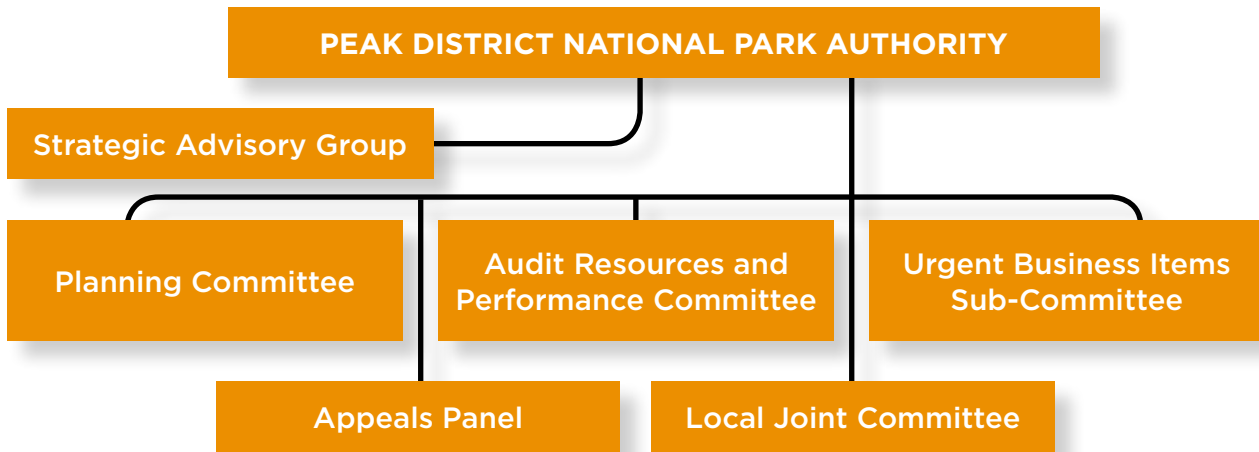 PEAK DISTRICT NATIONAL PARK AUTHORITY
Strategic Advisory Group
Planning Committee
Audit Resources and
Performance Committee
Urgent Business Items
Sub-Committee
Appeals Panel
Local Joint Committee